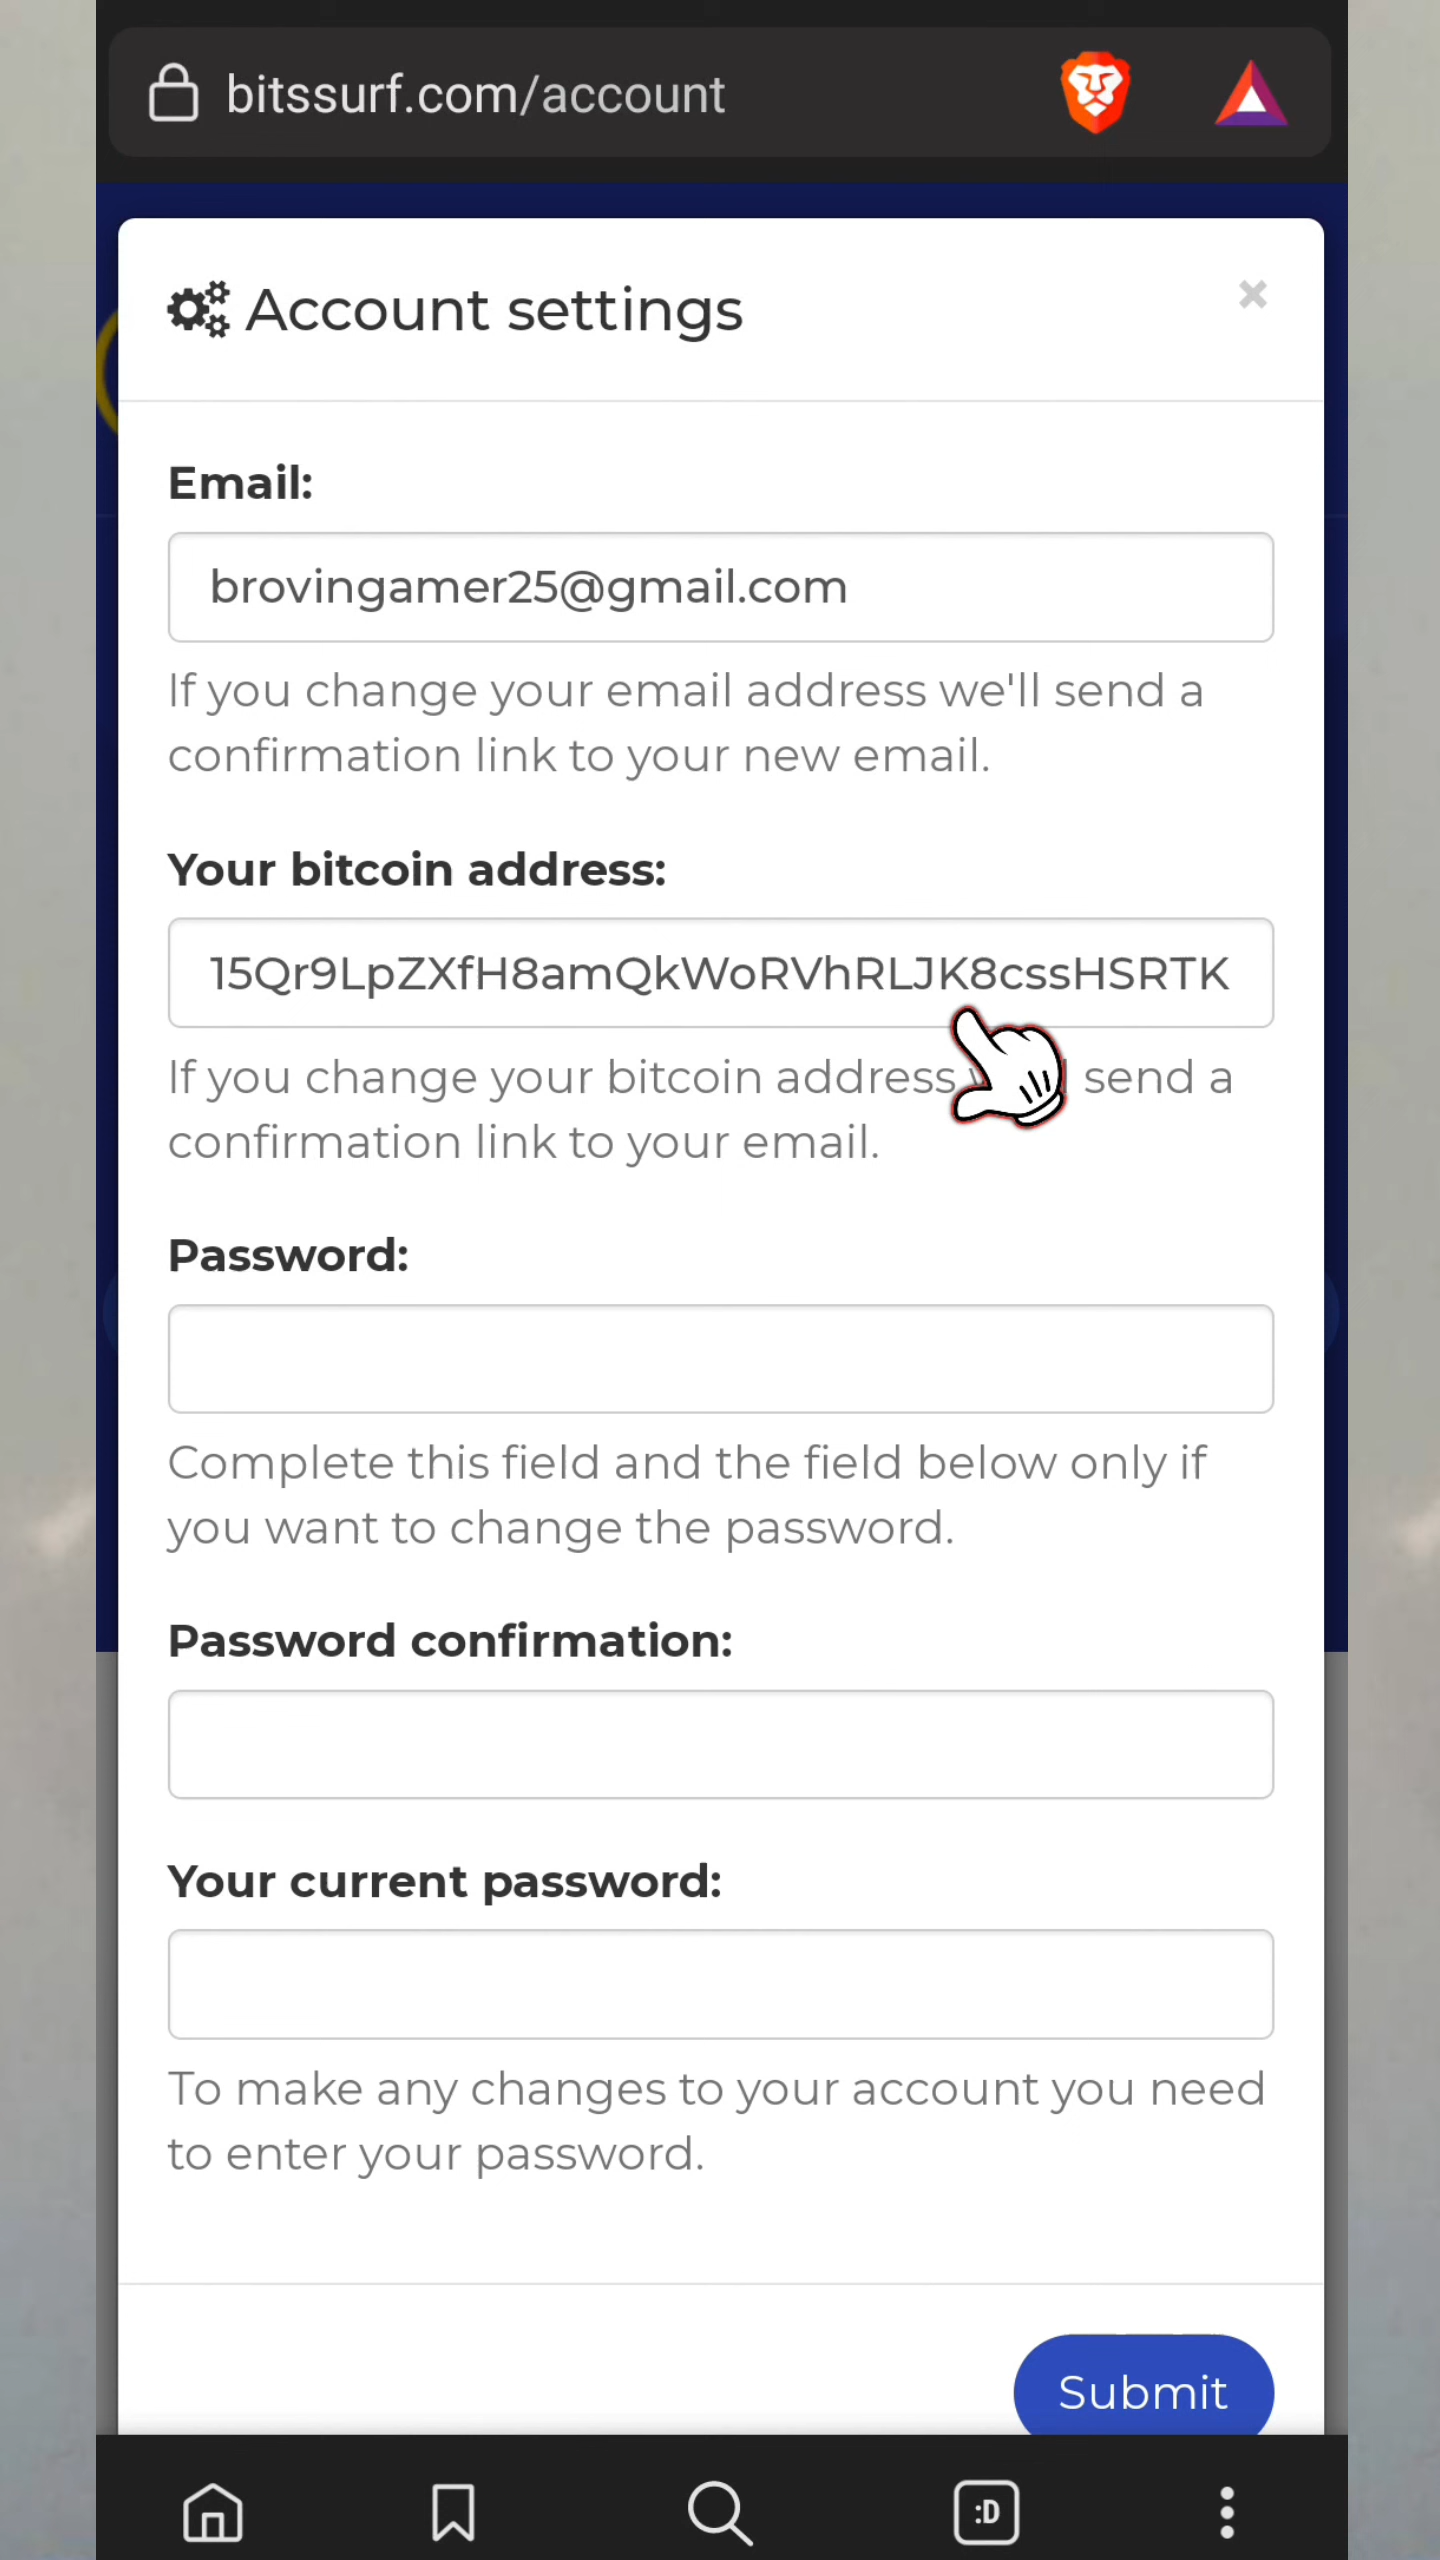 bitssurf.com/account
Account settings
×
Email:
brovingamer25@gmail.com
If you change your email address we'll send a
confirmation link to your new email.
Your bitcoin address:
15Qr9LpZXfH8amQkWoRVhRLJK8cssHSRTK
If you change your bitcoin address send a
confirmation link to your email.
Password:
Complete this field and the field below only if
you want to change the password.
Password confirmation:
Your current password:
To make any changes to your account you need
to enter your password.
Submit
:D